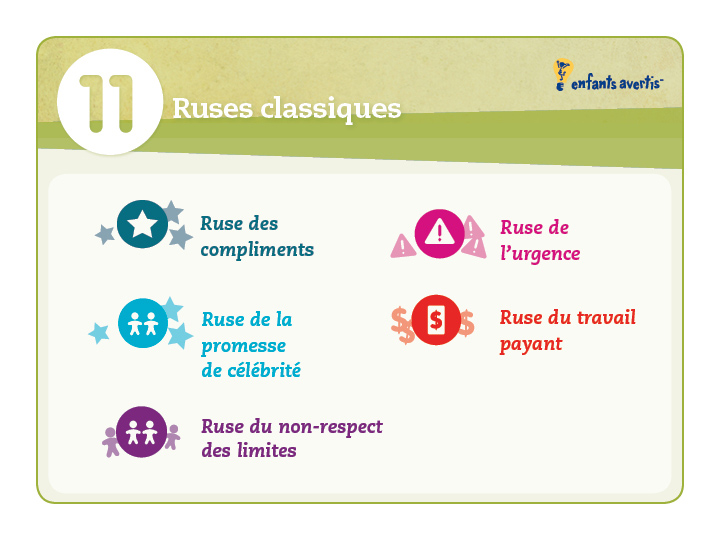 11
Ruses classiques
enfants avertis
Ruse des
compliments
Ruse de la
promesse
de célébrité
Ruse du non-respect
des limites
Ruse de
l’urgence
Ruse du travail
payant